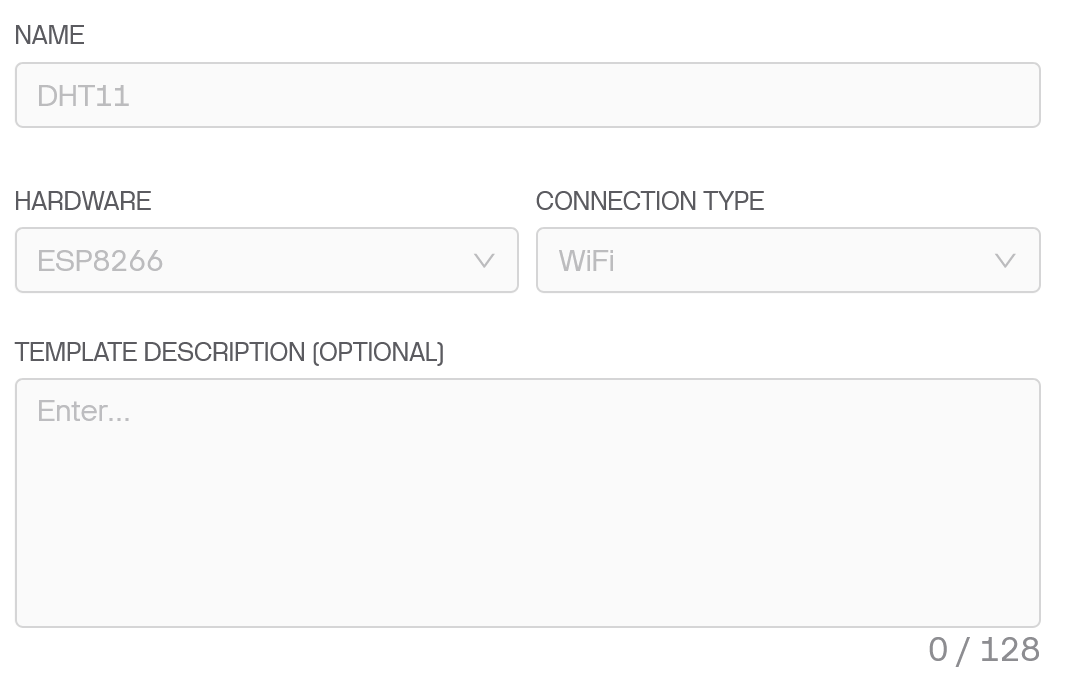 NAME
DHT11
HARDWARE
CONNECTION TYPE
ESP8266
WiFi
TEMPLATE DESCRIPTION (OPTIONAL)
Enter...
0 / 128